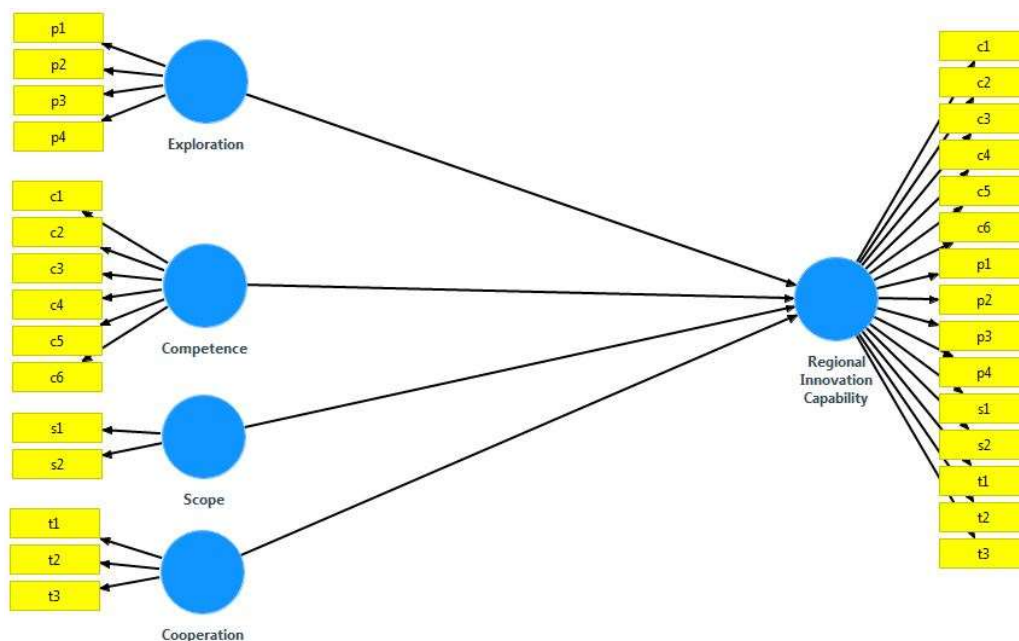 p1
p2
p3
p4
Exploration
c1
c2
c3
c4
c5
c6
Competence
s1
s2
Scope
t1
t2
t3
Cooperation
Regional
Innovation
Capability
c1
c2
c3
c4
c5
c6
p1
p2
p3
p4
s1
s2
t1
t2
t3